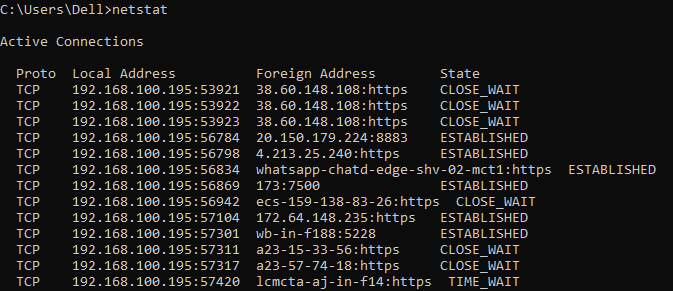 C:\Users\Dell>netstat
Active Connections
Proto  Local Address          Foreign Address        State
TCP    192.168.100.195:53921  38.60.148.108:https    CLOSE_WAIT
TCP    192.168.100.195:53922  38.60.148.108:https    CLOSE_WAIT
TCP    192.168.100.195:53923  38.60.148.108:https    CLOSE_WAIT
TCP    192.168.100.195:56784  20.150.179.224:8883    ESTABLISHED
TCP    192.168.100.195:56798  4.213.25.240:https     ESTABLISHED
TCP    192.168.100.195:56834  whatsapp-chatd-edge-shv-02-mct1:https  ESTABLISHED
TCP    192.168.100.195:56869  173:7500               ESTABLISHED
TCP    192.168.100.195:56942  ecs-159-138-83-26:https  CLOSE_WAIT
TCP    192.168.100.195:57104  172.64.148.235:https   ESTABLISHED
TCP    192.168.100.195:57301  wb-in-f188:5228        ESTABLISHED
TCP    192.168.100.195:57311  a23-15-33-56:https     CLOSE_WAIT
TCP    192.168.100.195:57317  a23-57-74-18:https     CLOSE_WAIT
TCP    192.168.100.195:57420  lcmcta-aj-in-f14:https  TIME_WAIT